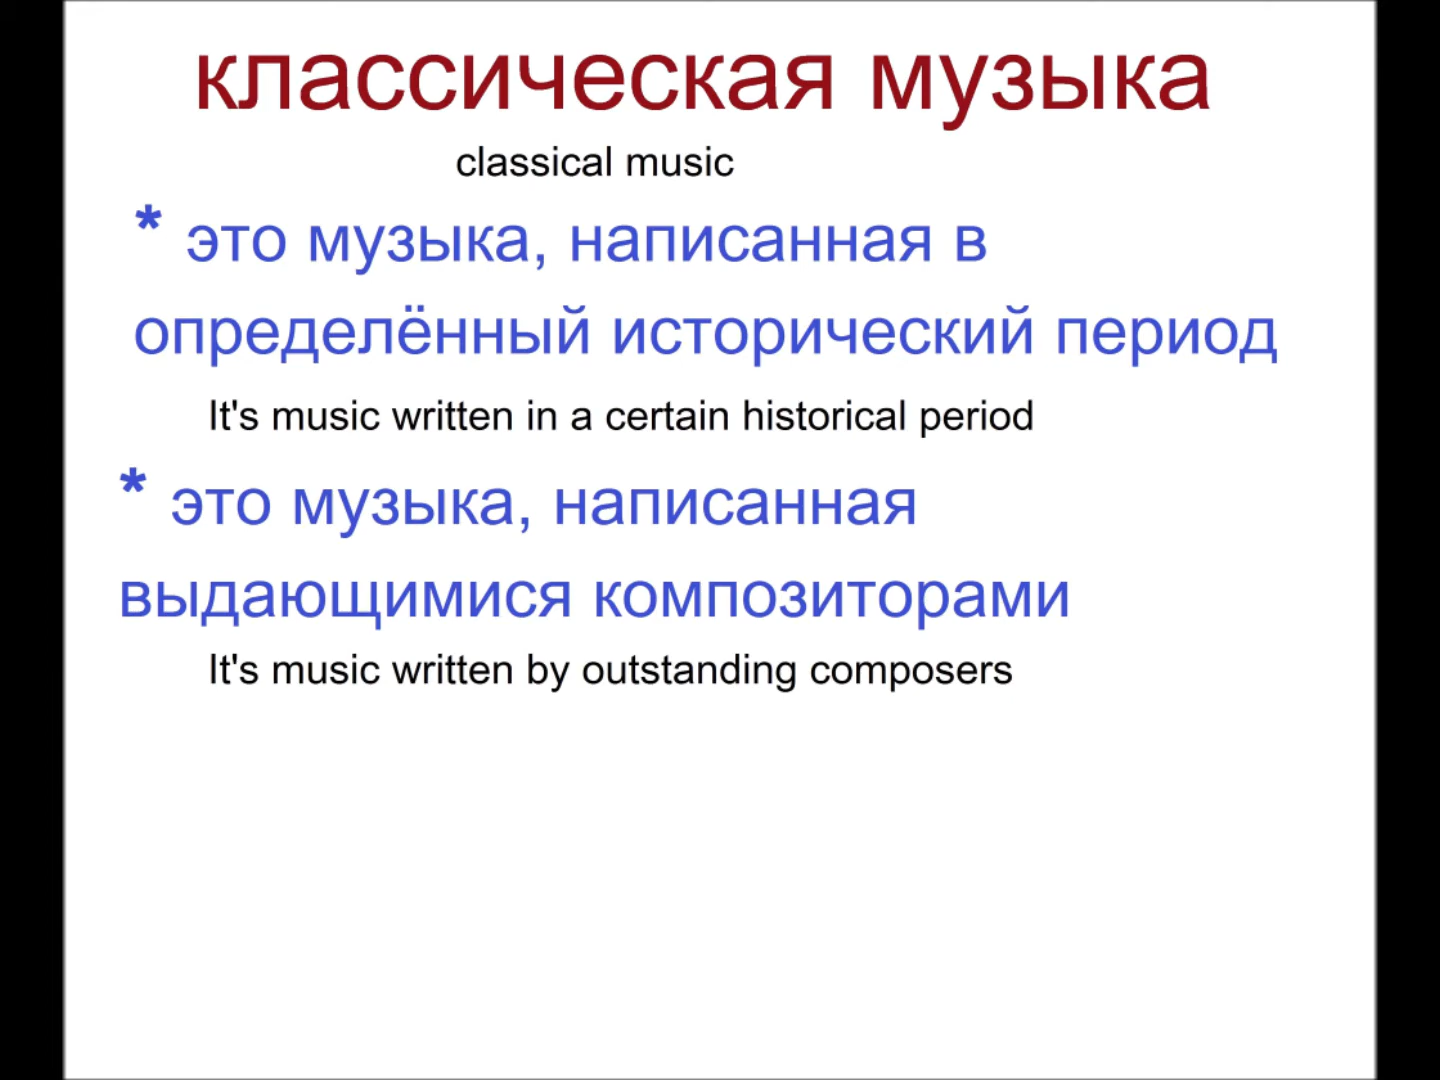 классическая музыка
classical music
* это музыка, написанная в
определённый исторический период
It's music written in a certain historical period
* это музыка, написанная
выдающимися композиторами
It's music written by outstanding composers